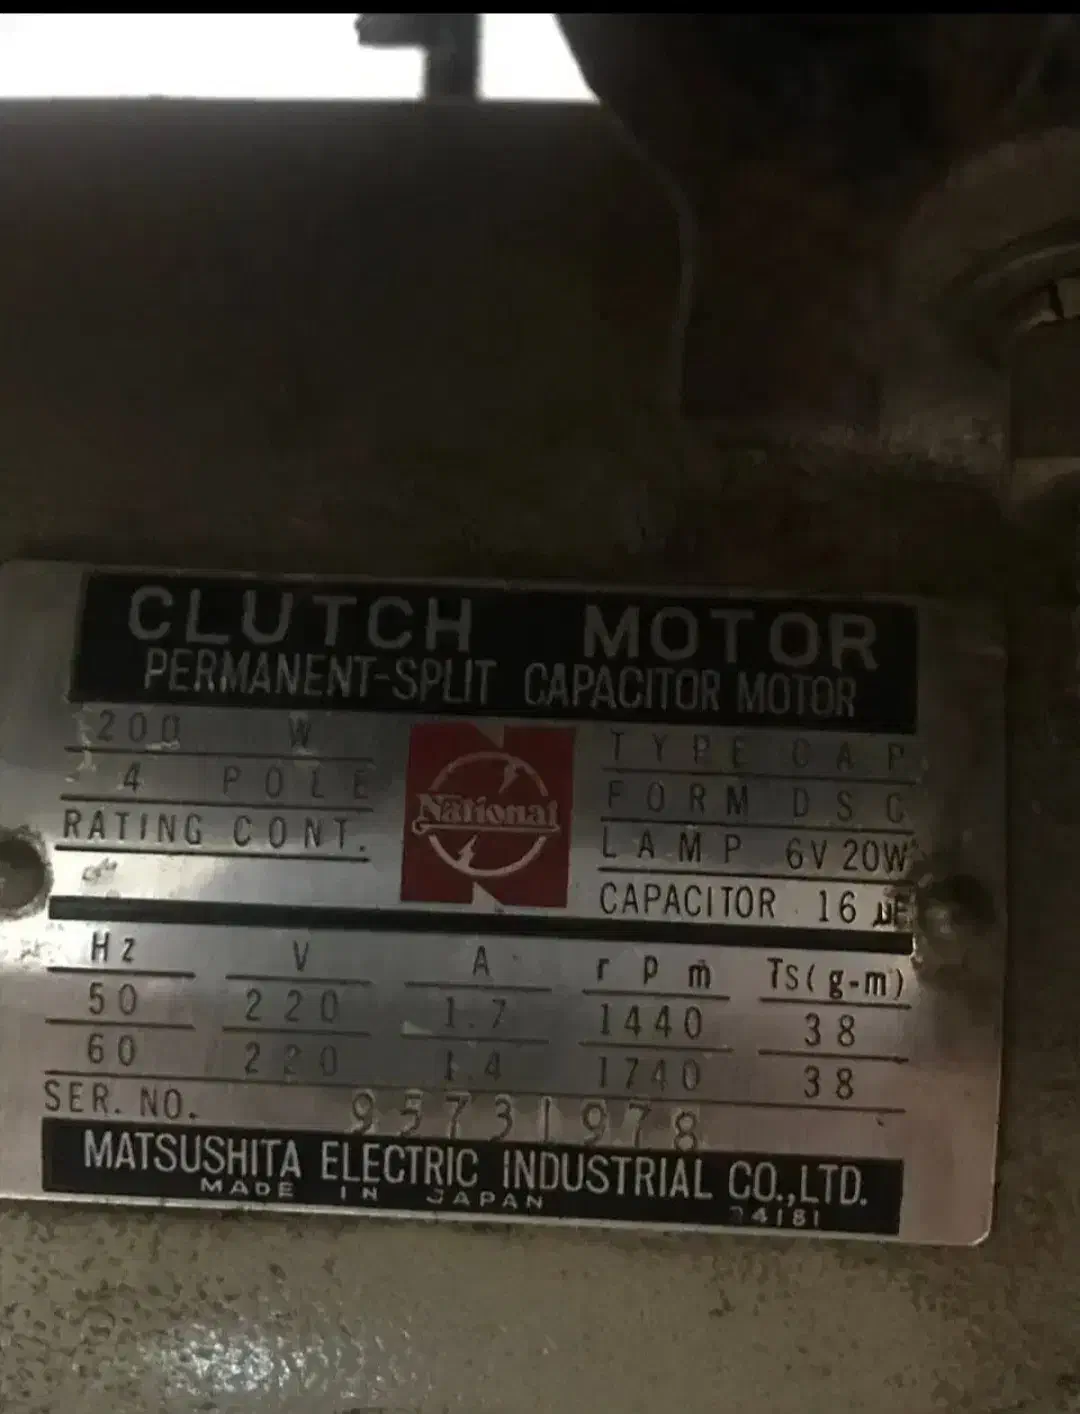 CLUTCH MOTOR
PERMANENT-SPLIT CAPACITOR MOTOR
200 W
4 POLE
RATING CONT.
National
TYPE CAP
FORM DSC
LAMP 6V 20W
CAPACITOR 16 µF
Hz V A rpm Ts(g-m)
50 220 1.7 1440 38
60 220 1.4 1740 38
SER. NO. 95731978
MATSUSHITA ELECTRIC INDUSTRIAL CO.,LTD.
MADE IN JAPAN